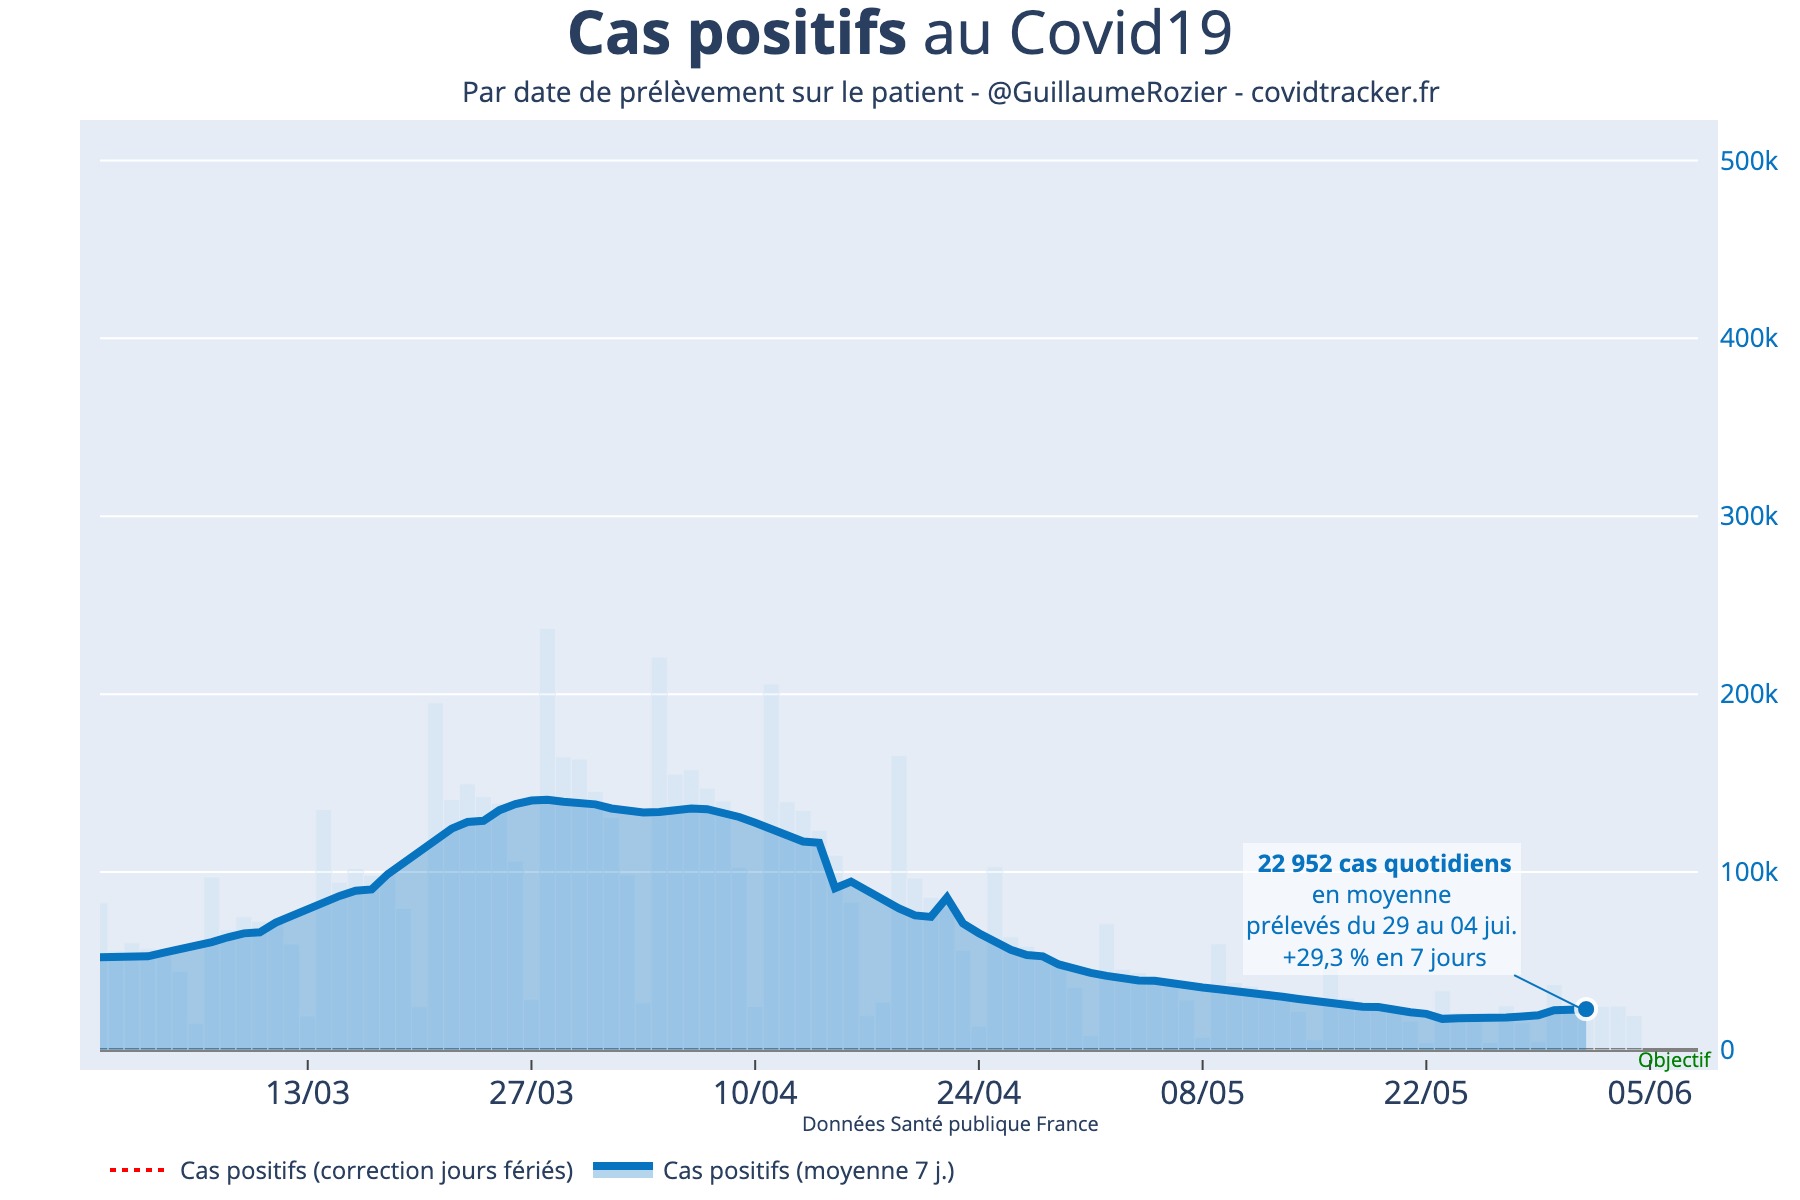 Cas positifs au Covid19
Par date de prélèvement sur le patient - @GuillaumeRozier - covidtracker.fr
500k
400k
300k
200k
100k
0
22 952 cas quotidiens
en moyenne
prélevés du 29 au 04 jui.
+29,3 % en 7 jours
Objectif
13/03 27/03 10/04 24/04 08/05 22/05 05/06
Données Santé publique France
Cas positifs (correction jours fériés) Cas positifs (moyenne 7 j.)